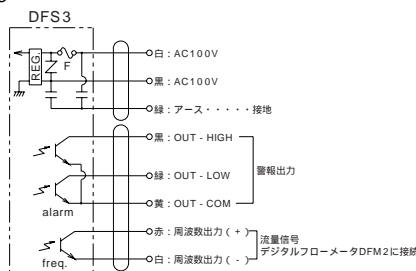 DFS3
REG.
F
白：AC100V
黒：AC100V
緑：アース・・・・・接地
黒：OUT - HIGH
緑：OUT - LOW
黄：OUT - COM
警報出力
alarm
赤：周波数出力（+）
白：周波数出力（-）
流量信号
デジタルフローメータDFM2に接続
freq.